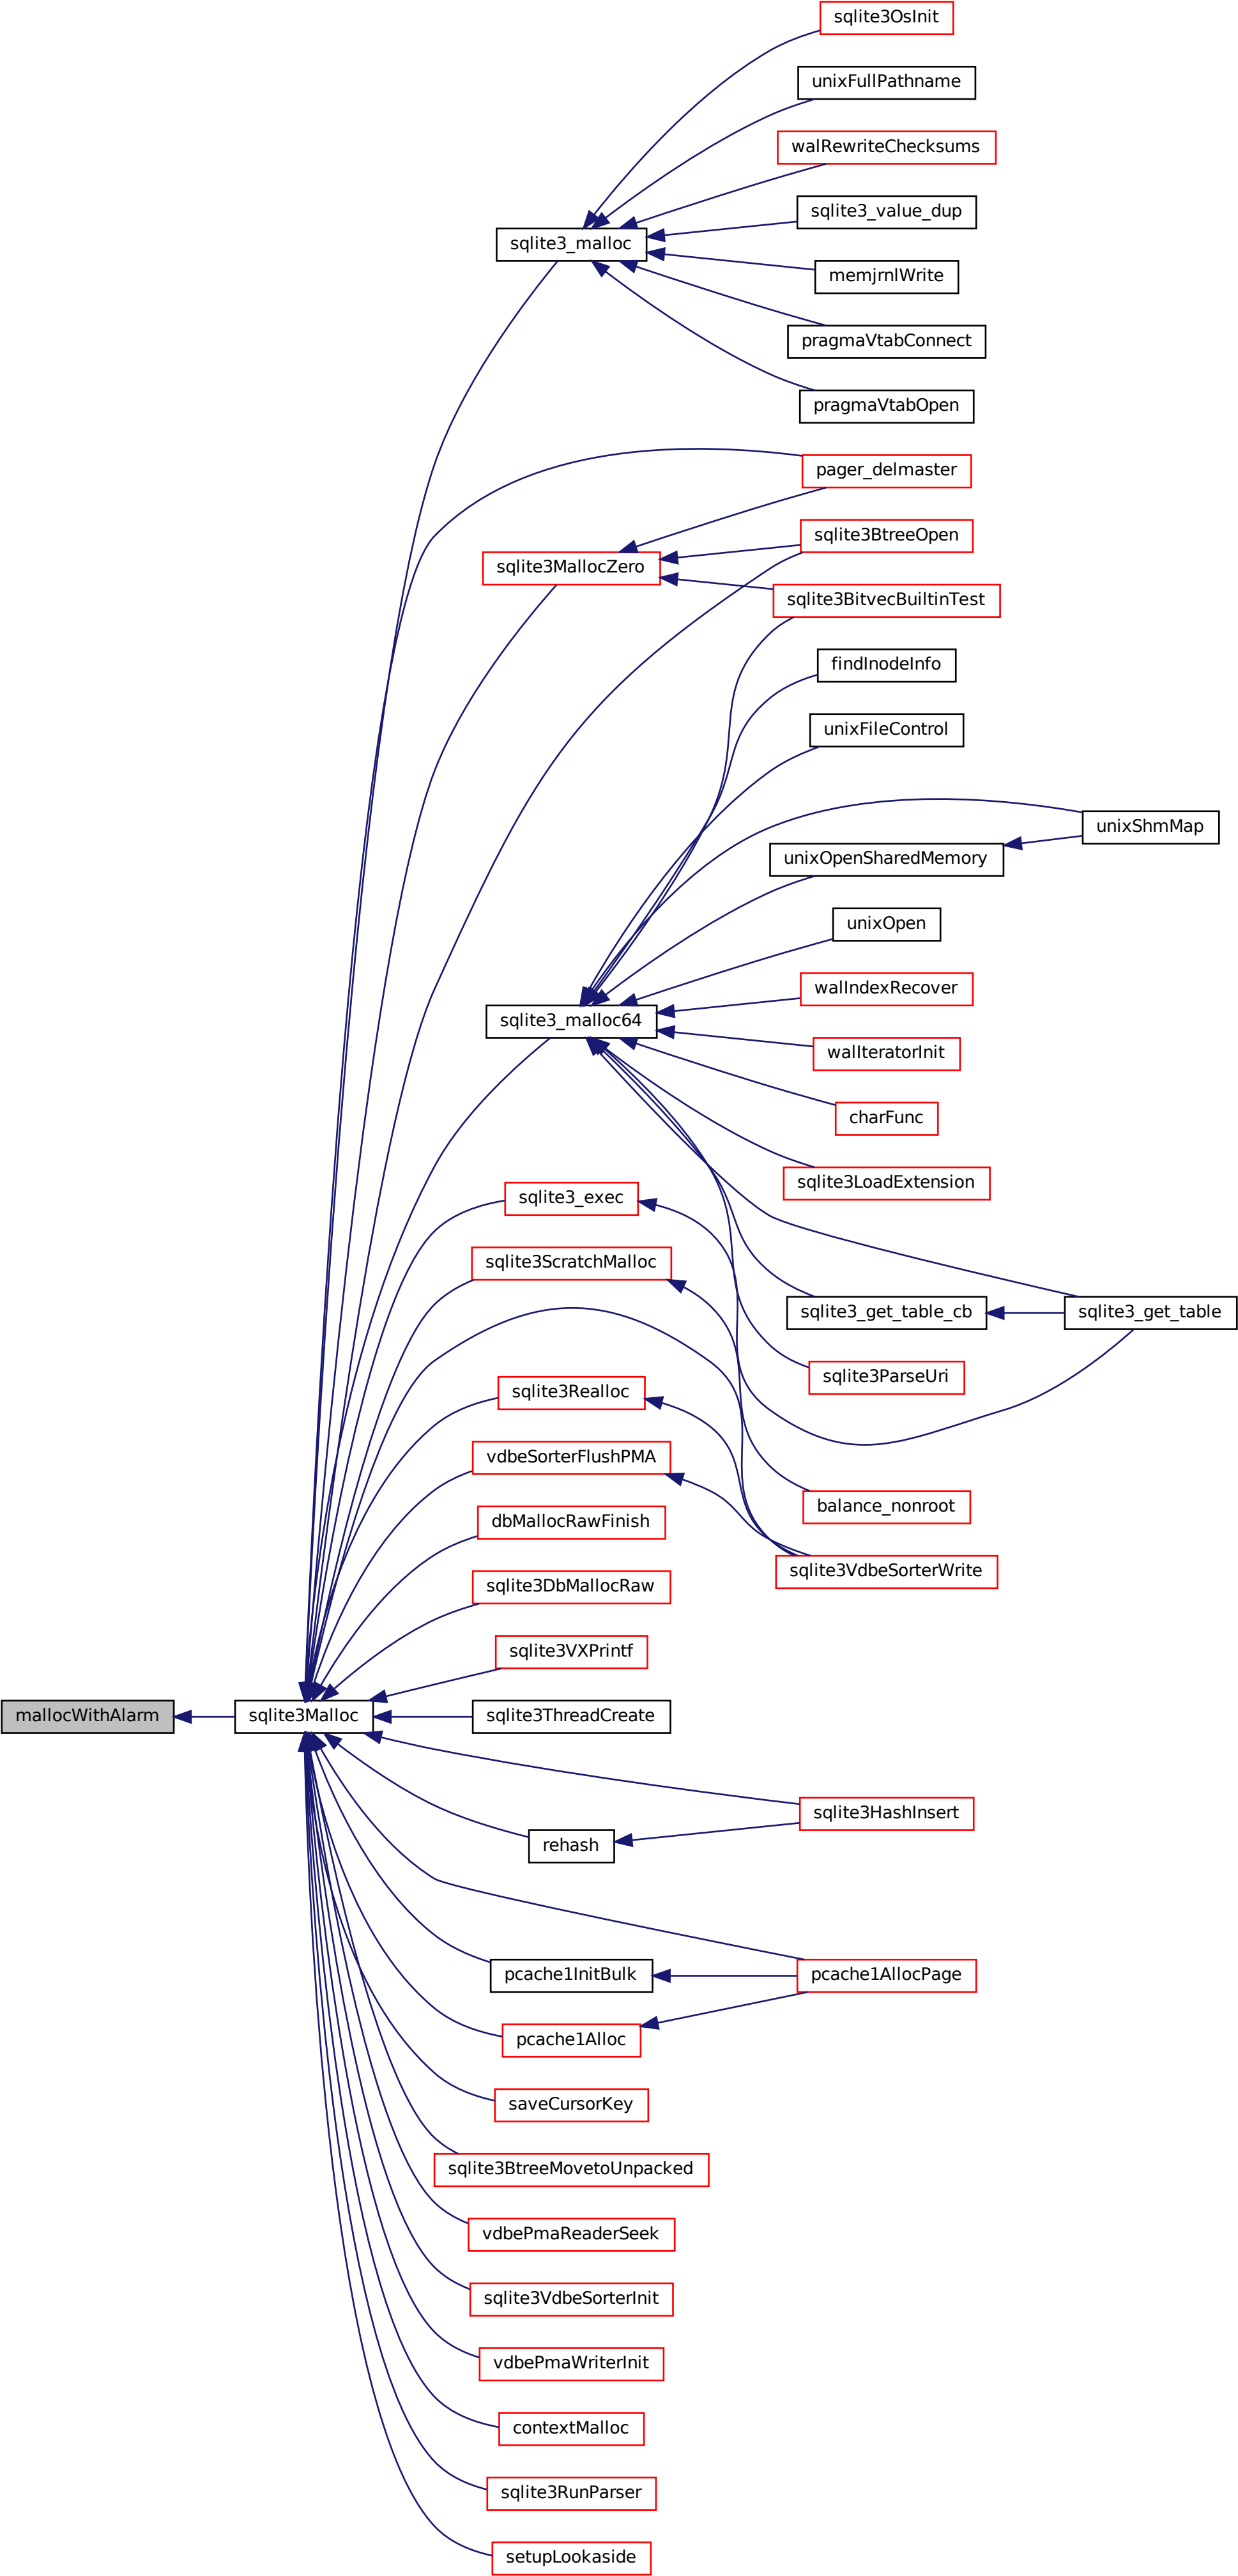 sqlite3OsInit
unixFullPathname
walRewriteChecksums
sqlite3_value_dup
sqlite3_malloc
memjrnlWrite
pragmaVtabConnect
pragmaVtabOpen
pager_delmaster
sqlite3BtreeOpen
sqlite3MallocZero
sqlite3BitvecBuiltinTest
findInodeInfo
unixFileControl
unixShmMap
unixOpenSharedMemory
unixOpen
walIndexRecover
sqlite3_malloc64
walIteratorInit
charFunc
sqlite3LoadExtension
sqlite3_exec
sqlite3ScratchMalloc
sqlite3_get_table_cb
sqlite3_get_table
sqlite3ParseUri
sqlite3Realloc
vdbeSorterFlushPMA
balance_nonroot
dbMallocRawFinish
sqlite3VdbeSorterWrite
sqlite3DbMallocRaw
sqlite3VXPrintf
mallocWithAlarm
sqlite3Malloc
sqlite3ThreadCreate
sqlite3HashInsert
rehash
pcache1InitBulk
pcache1AllocPage
pcache1Alloc
saveCursorKey
sqlite3BtreeMovetoUnpacked
vdbePmaReaderSeek
sqlite3VdbeSorterInit
vdbePmaWriterInit
contextMalloc
sqlite3RunParser
setupLookaside